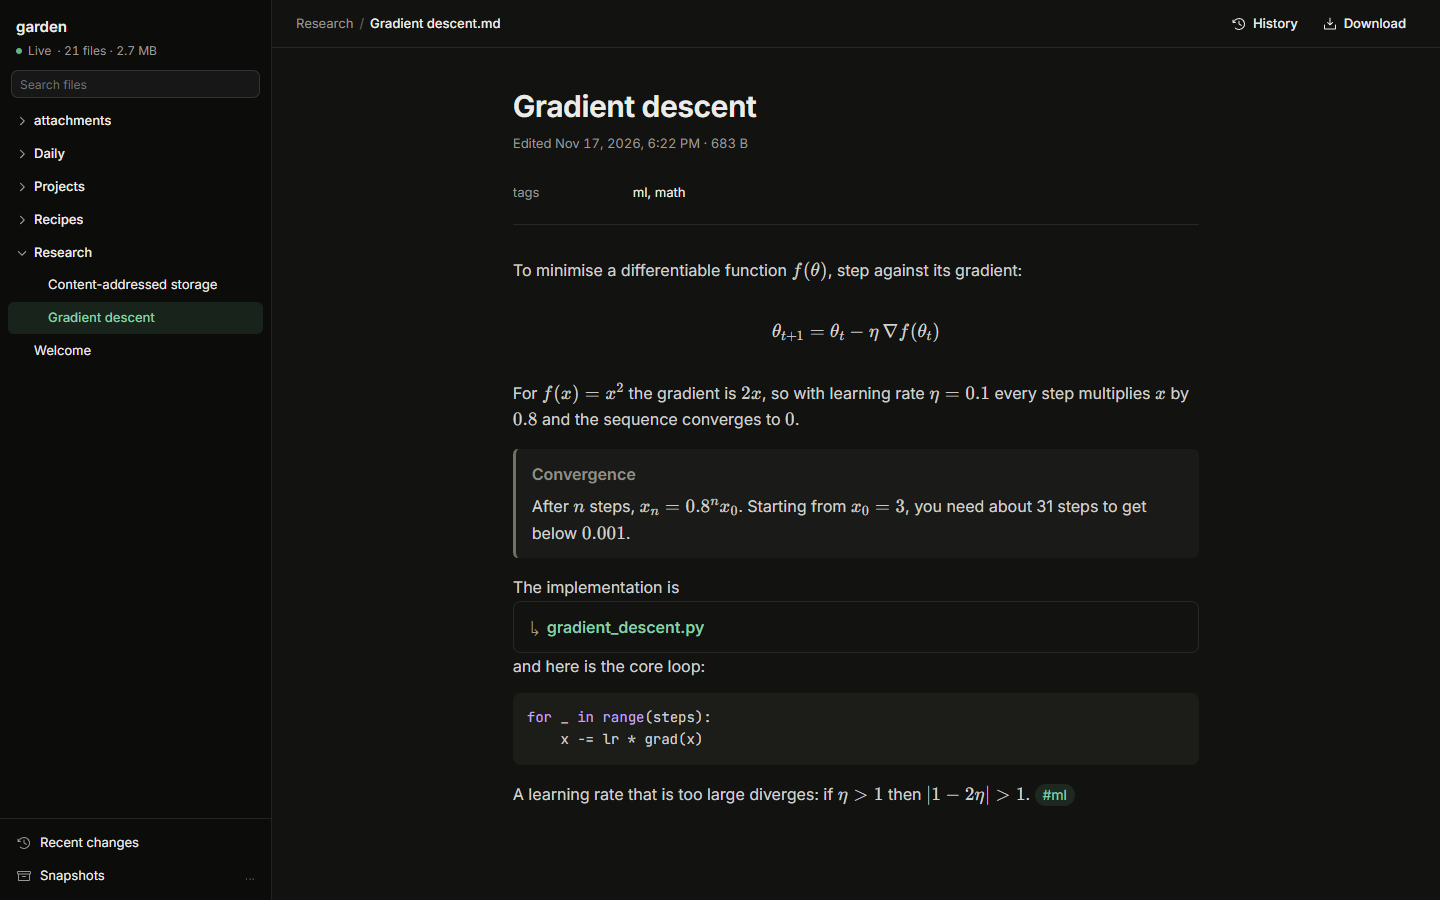 garden
Live · 21 files · 2.7 MB
Search files
attachments
Daily
Projects
Recipes
Research
Content-addressed storage
Gradient descent
Welcome
Recent changes
Snapshots
...
Research / Gradient descent.md
History
Download
Gradient descent
Edited Nov 17, 2026, 6:22 PM · 683 B
tags ml, math
To minimise a differentiable function f(θ), step against its gradient:
θₜ₊₁ = θₜ − η ∇f(θₜ)
For f(x) = x² the gradient is 2x, so with learning rate η = 0.1 every step multiplies x by
0.8 and the sequence converges to 0.
Convergence
After n steps, xₙ = 0.8ⁿx₀. Starting from x₀ = 3, you need about 31 steps to get
below 0.001.
The implementation is
↳ gradient_descent.py
and here is the core loop:
for _ in range(steps):
    x -= lr * grad(x)
A learning rate that is too large diverges: if η > 1 then |1 − 2η| > 1. #ml